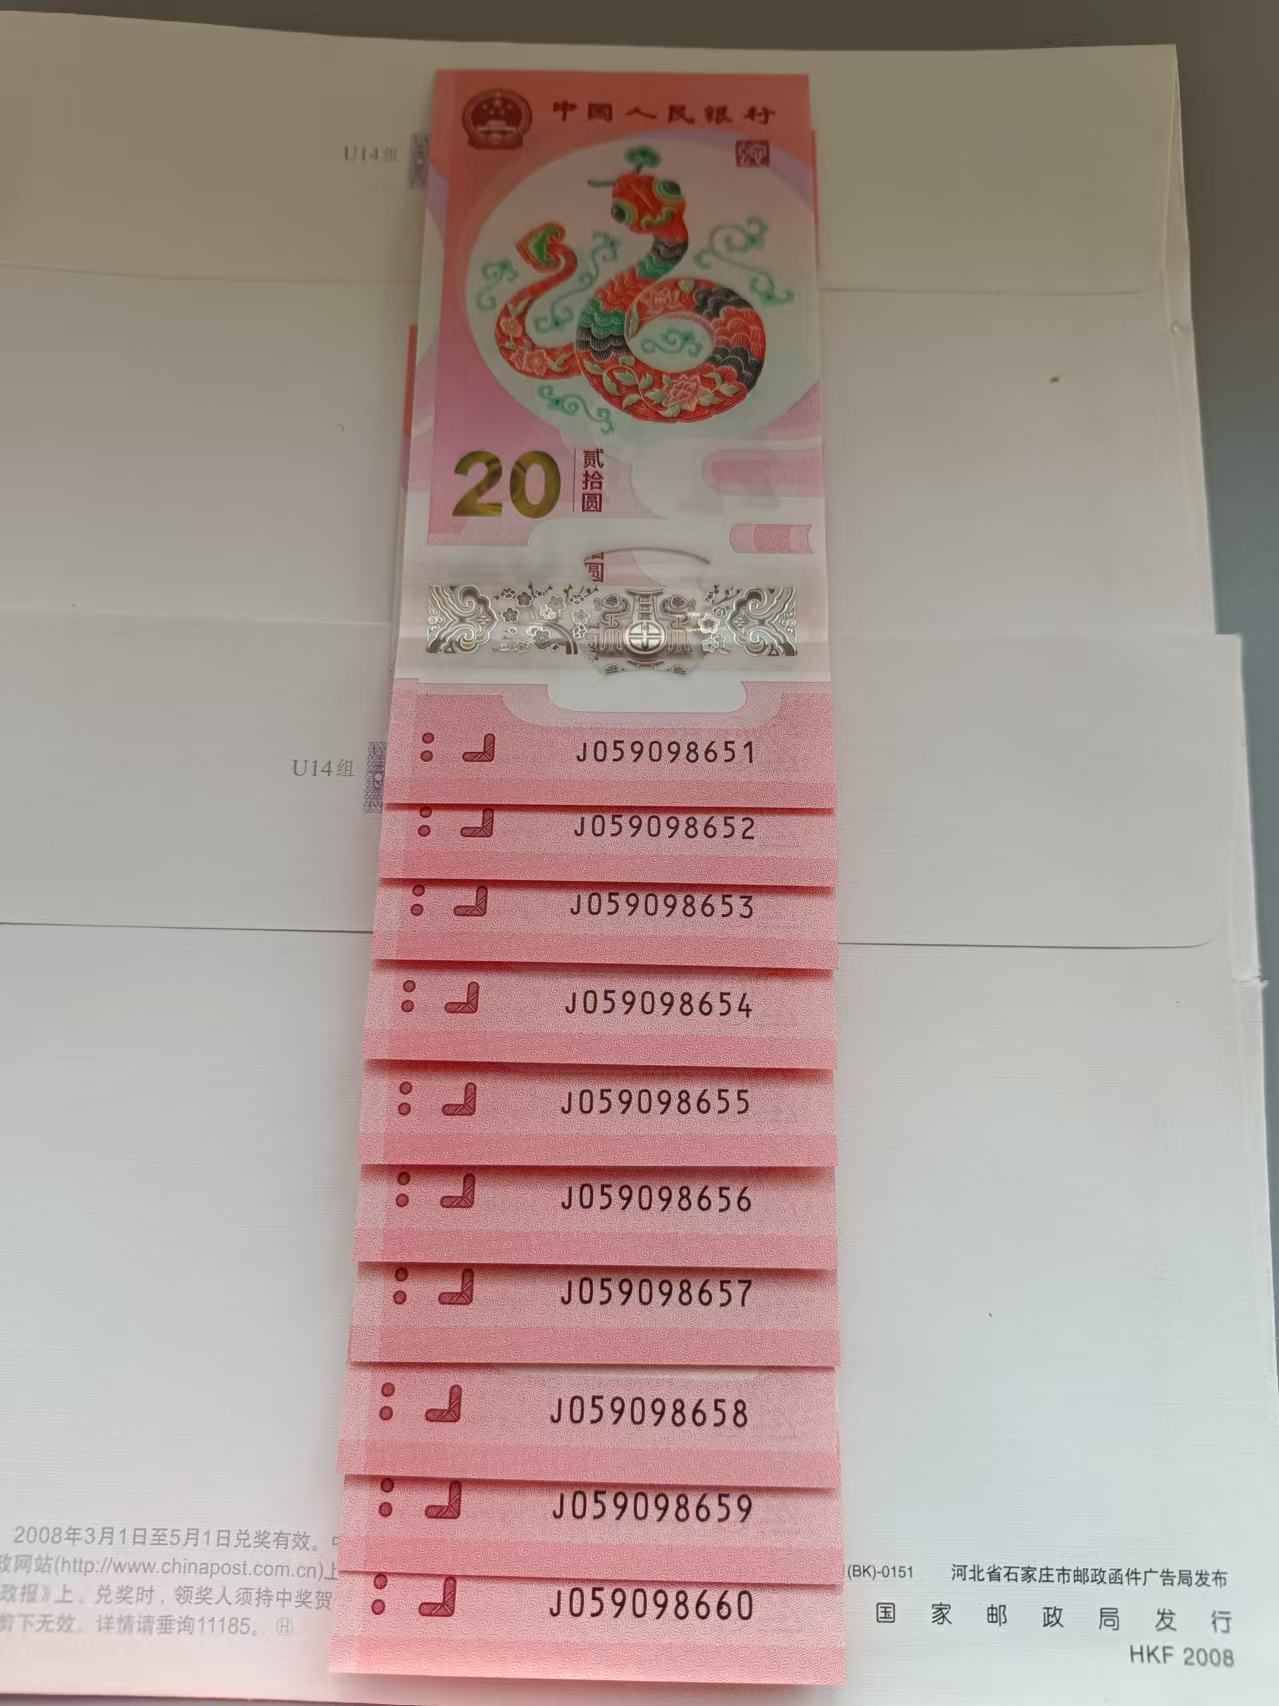 中国人民银行
U14组
20
贰拾圆
圆
U14组
J059098651
J059098652
J059098653
J059098654
J059098655
J059098656
J059098657
J059098658
J059098659
J059098660
2008年3月1日至5月1日兑奖有效。
政网站(http://www.chinapost.com.cn)上
政报》上。兑奖时，领奖人须持中奖贺
剪下无效。详情请垂询11185。 Ⓗ
(BK)-0151 河北省石家庄市邮政函件广告局发布
国家邮政局发行
HKF 2008